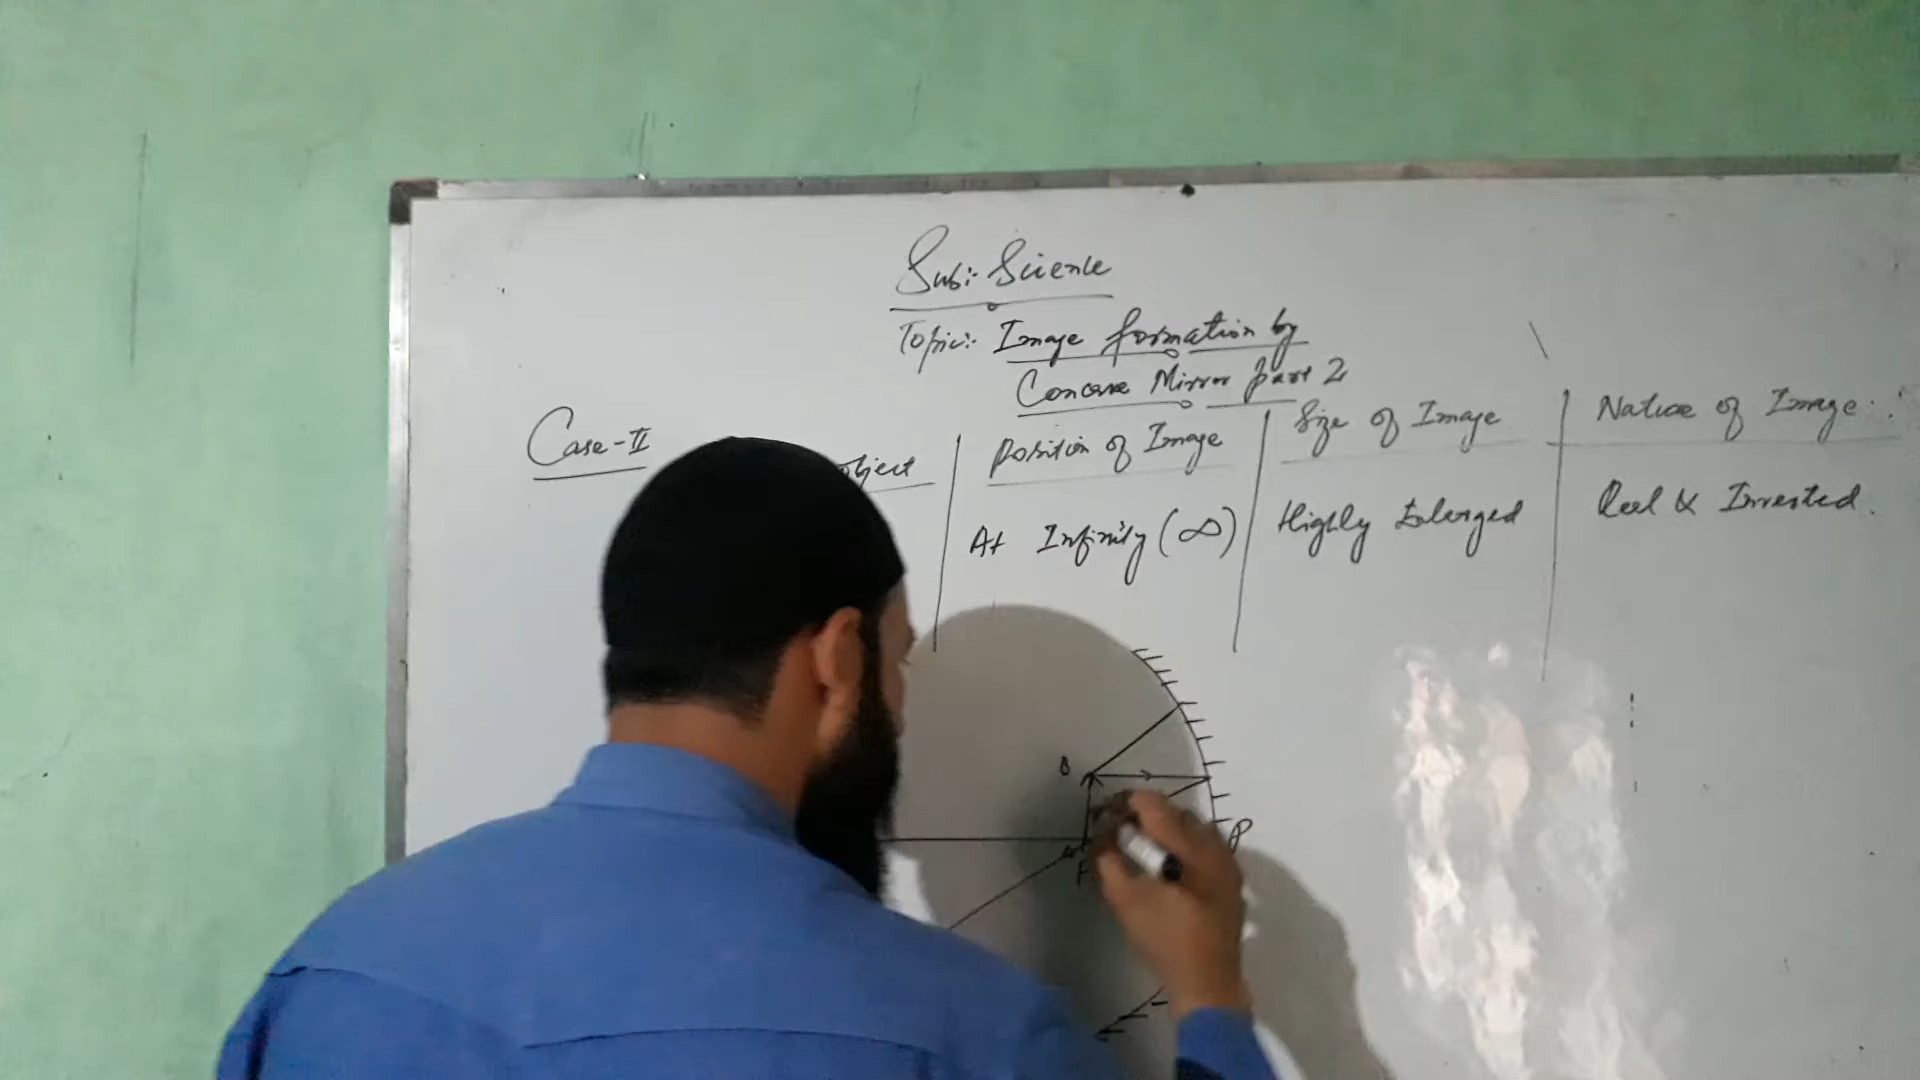 Sub:- Science
Topic:- Image formation by
Concave Mirror part 2
Case-II
object
Position of Image
Size of Image
Nature of Image
At Infinity (∞)
Highly Enlarged
Real & Inverted.
P
F